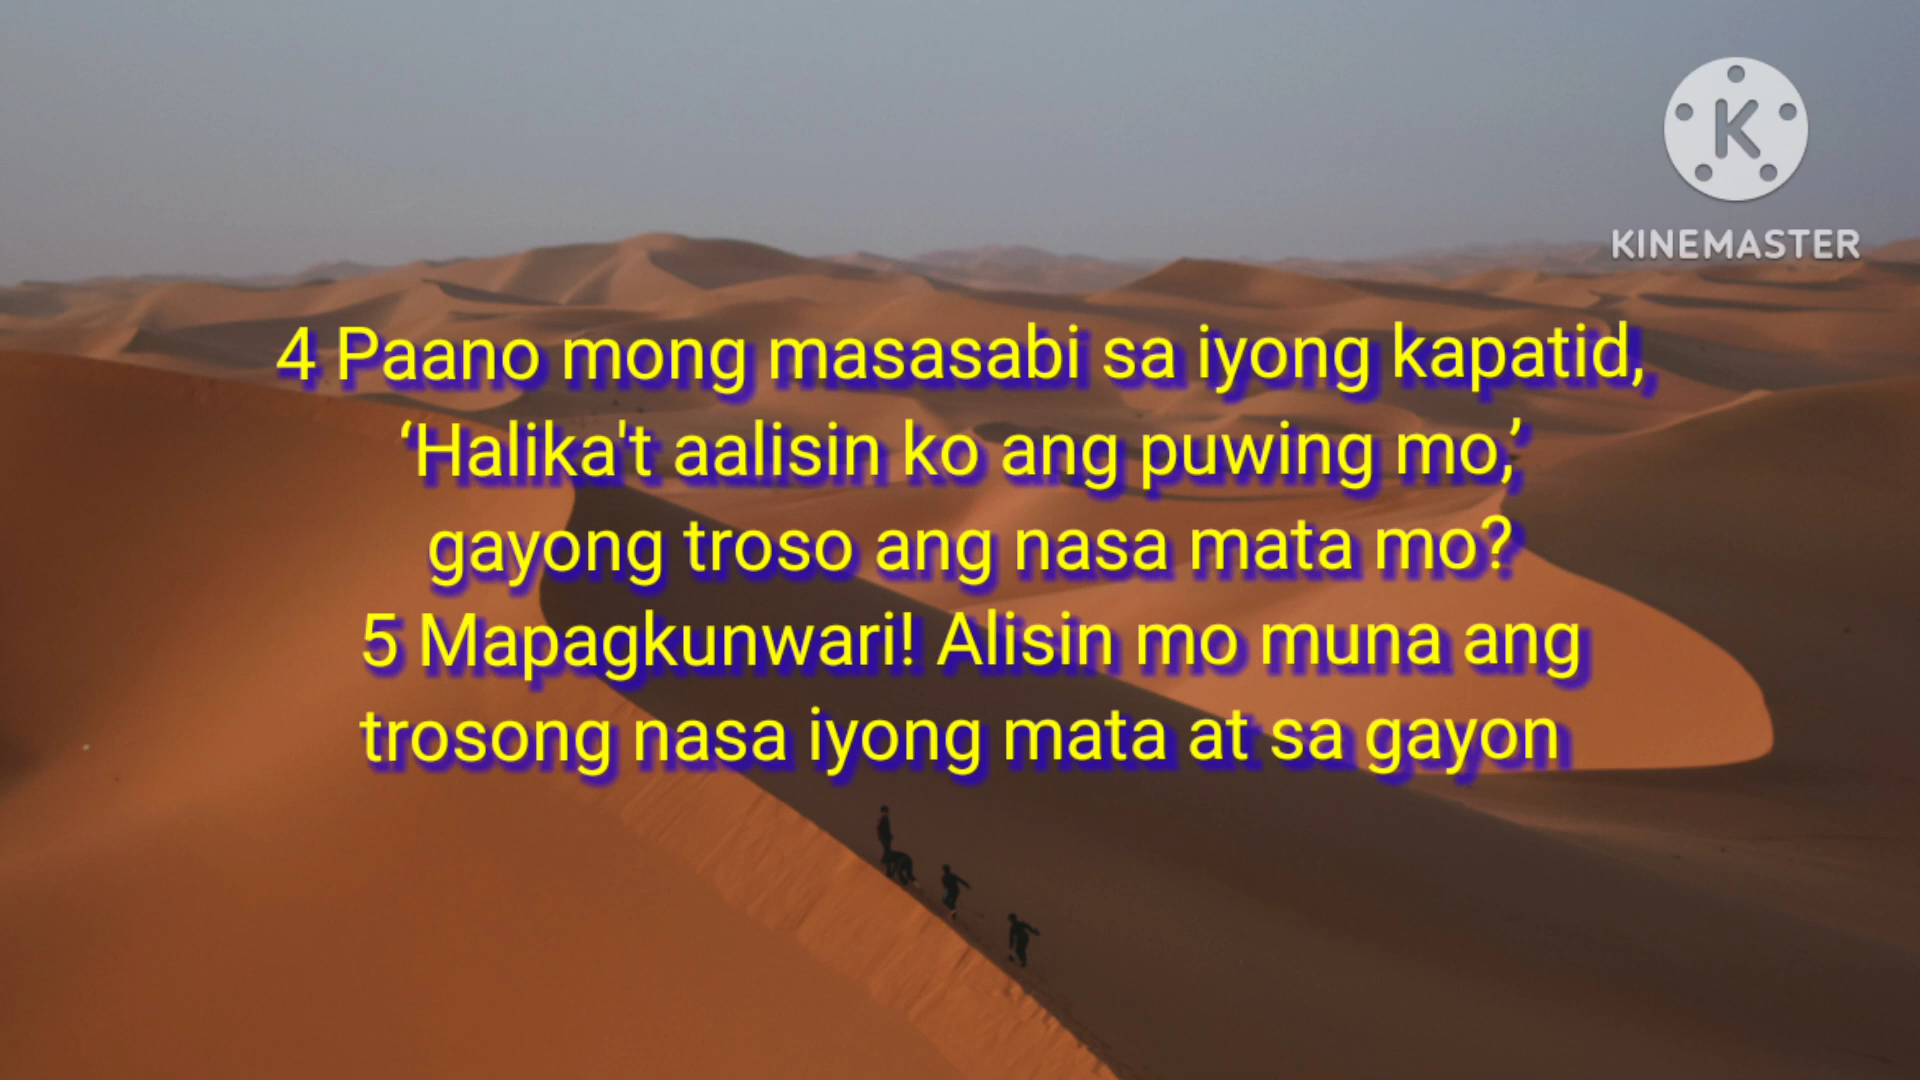 KINEMASTER
4 Paano mong masasabi sa iyong kapatid,
‘Halika't aalisin ko ang puwing mo,’
gayong troso ang nasa mata mo?
5 Mapagkunwari! Alisin mo muna ang
trosong nasa iyong mata at sa gayon